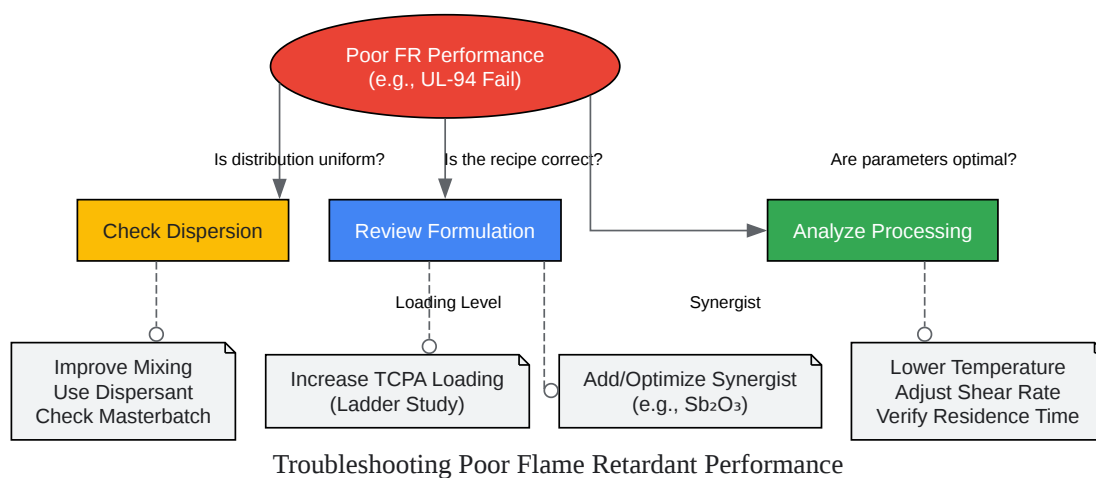 Poor FR Performance
(e.g., UL-94 Fail)
Is distribution uniform?
Is the recipe correct?
Are parameters optimal?
Check Dispersion
Review Formulation
Analyze Processing
Loading Level
Synergist
Improve Mixing
Use Dispersant
Check Masterbatch
Increase TCPA Loading
(Ladder Study)
Add/Optimize Synergist
(e.g., Sb₂O₃)
Lower Temperature
Adjust Shear Rate
Verify Residence Time
Troubleshooting Poor Flame Retardant Performance